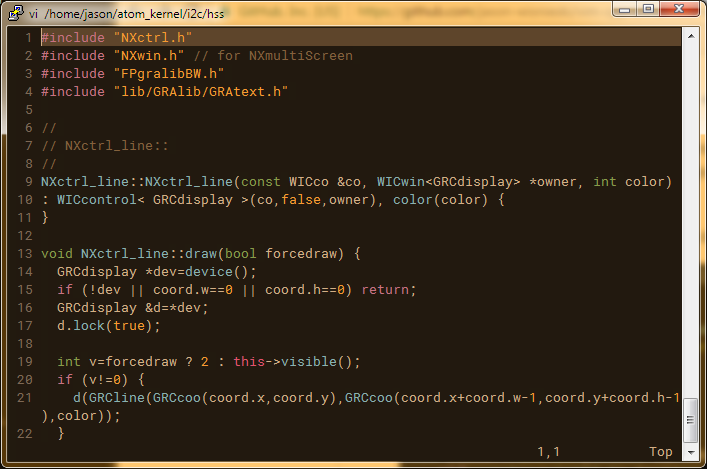 vi /home/jason/atom_kernel/i2c/hss
1 #include "NXctrl.h"
2 #include "NXwin.h" // for NXmultiScreen
3 #include "FPgralibBW.h"
4 #include "lib/GRAlib/GRAtext.h"
5
6 //
7 // NXctrl_line::
8 //
9 NXctrl_line::NXctrl_line(const WICco &co, WICwin<GRCdisplay> *owner, int color)
10 : WICcontrol< GRCdisplay >(co,false,owner), color(color) {
11 }
12
13 void NXctrl_line::draw(bool forcedraw) {
14   GRCdisplay *dev=device();
15   if (!dev || coord.w==0 || coord.h==0) return;
16   GRCdisplay &d=*dev;
17   d.lock(true);
18
19   int v=forcedraw ? 2 : this->visible();
20   if (v!=0) {
21     d(GRCline(GRCcoo(coord.x,coord.y),GRCcoo(coord.x+coord.w-1,coord.y+coord.h-1
),color));
22   }
1,1 Top